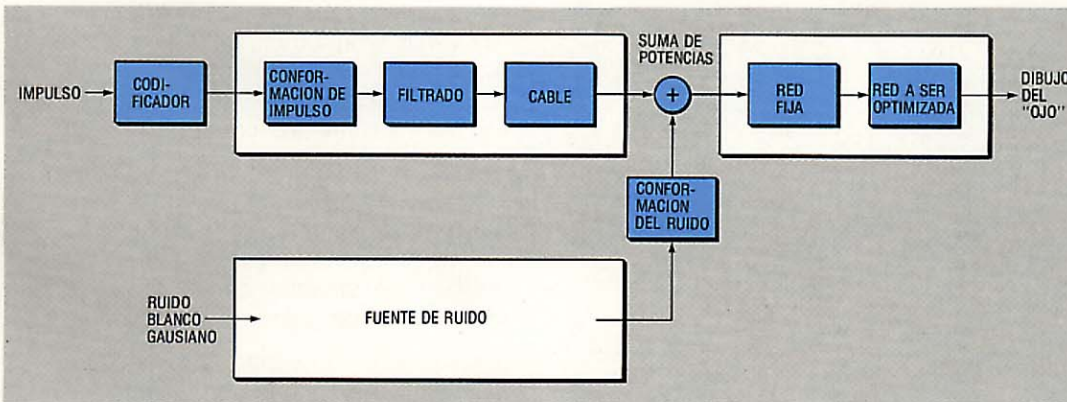 IMPULSO
CODI-
FICADOR
CONFOR-
MACION DE
IMPULSO
FILTRADO
CABLE
SUMA DE
POTENCIAS
+
RED
FIJA
RED A SER
OPTIMIZADA
DIBUJO
DEL
"OJO"
CONFOR-
MACION
DEL RUIDO
RUIDO
BLANCO
GAUSIANO
FUENTE DE RUIDO